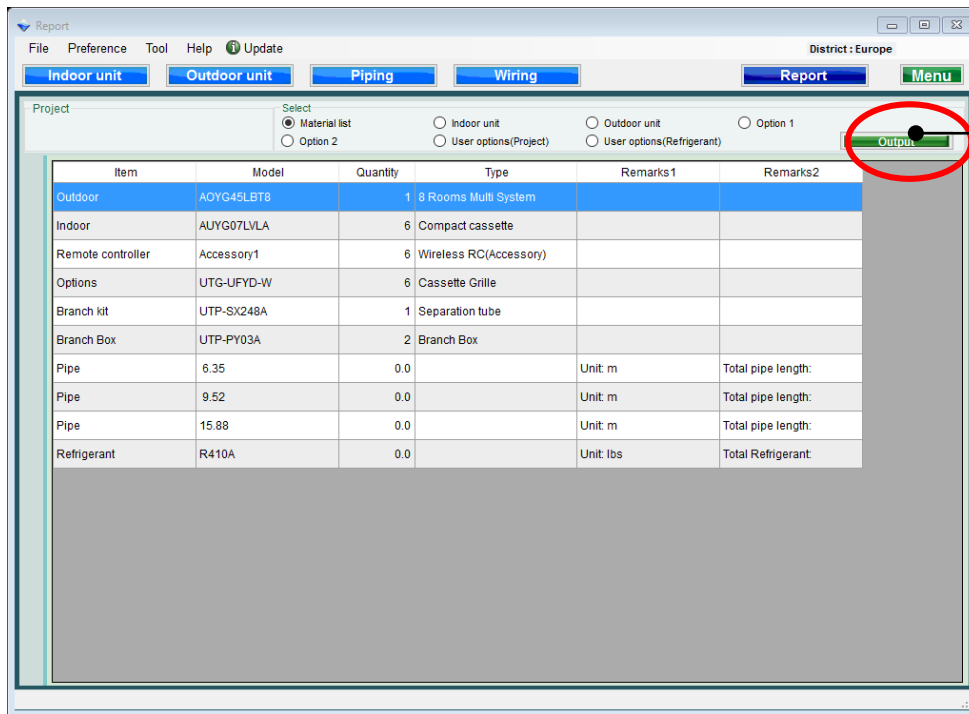 Report
File Preference Tool Help Update District : Europe
Indoor unit Outdoor unit Piping Wiring Report Menu
Project Select
Material list Indoor unit Outdoor unit Option 1
Option 2 User options(Project) User options(Refrigerant) Output
Item Model Quantity Type Remarks1 Remarks2
Outdoor AOYG45LBT8 1 8 Rooms Multi System
Indoor AUYG07LVLA 6 Compact cassette
Remote controller Accessory1 6 Wireless RC(Accessory)
Options UTG-UFYD-W 6 Cassette Grille
Branch kit UTP-SX248A 1 Separation tube
Branch Box UTP-PY03A 2 Branch Box
Pipe 6.35 0.0 Unit: m Total pipe length:
Pipe 9.52 0.0 Unit: m Total pipe length:
Pipe 15.88 0.0 Unit: m Total pipe length:
Refrigerant R410A 0.0 Unit: lbs Total Refrigerant: